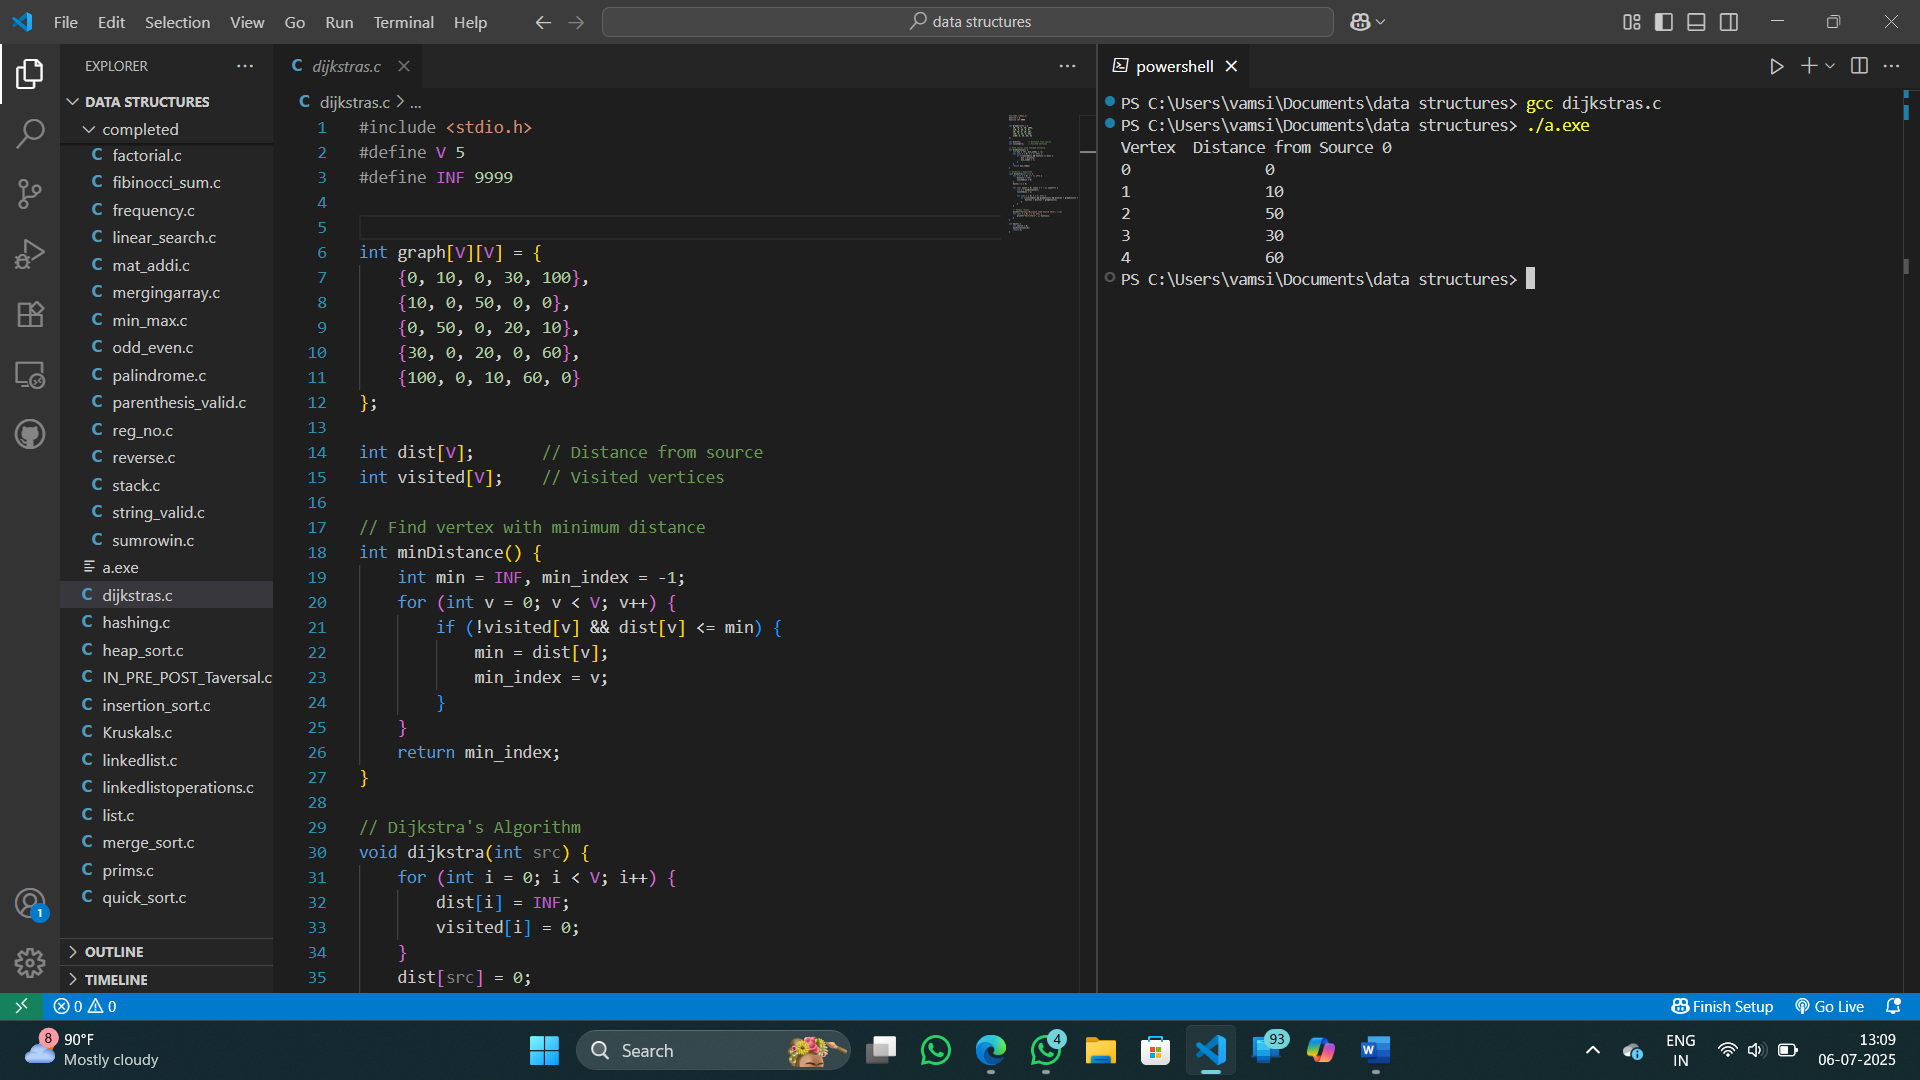 File Edit Selection View Go Run Terminal Help
data structures
EXPLORER
DATA STRUCTURES
completed
factorial.c
fibinocci_sum.c
frequency.c
linear_search.c
mat_addi.c
mergingarray.c
min_max.c
odd_even.c
palindrome.c
parenthesis_valid.c
reg_no.c
reverse.c
stack.c
string_valid.c
sumrowin.c
a.exe
dijkstras.c
hashing.c
heap_sort.c
IN_PRE_POST_Taversal.c
insertion_sort.c
Kruskals.c
linkedlist.c
linkedlistoperations.c
list.c
merge_sort.c
prims.c
quick_sort.c
OUTLINE
TIMELINE
dijkstras.c
dijkstras.c > ...
1 #include <stdio.h>
2 #define V 5
3 #define INF 9999
4
5
6 int graph[V][V] = {
7 {0, 10, 0, 30, 100},
8 {10, 0, 50, 0, 0},
9 {0, 50, 0, 20, 10},
10 {30, 0, 20, 0, 60},
11 {100, 0, 10, 60, 0}
12 };
13
14 int dist[V]; // Distance from source
15 int visited[V]; // Visited vertices
16
17 // Find vertex with minimum distance
18 int minDistance() {
19 int min = INF, min_index = -1;
20 for (int v = 0; v < V; v++) {
21 if (!visited[v] && dist[v] <= min) {
22 min = dist[v];
23 min_index = v;
24 }
25 }
26 return min_index;
27 }
28
29 // Dijkstra's Algorithm
30 void dijkstra(int src) {
31 for (int i = 0; i < V; i++) {
32 dist[i] = INF;
33 visited[i] = 0;
34 }
35 dist[src] = 0;
powershell
PS C:\Users\vamsi\Documents\data structures> gcc dijkstras.c
PS C:\Users\vamsi\Documents\data structures> ./a.exe
Vertex Distance from Source 0
0 0
1 10
2 50
3 30
4 60
PS C:\Users\vamsi\Documents\data structures>
1
0 0
Finish Setup
Go Live
8
90°F
Mostly cloudy
Search
4
93
ENG
IN
13:09
06-07-2025